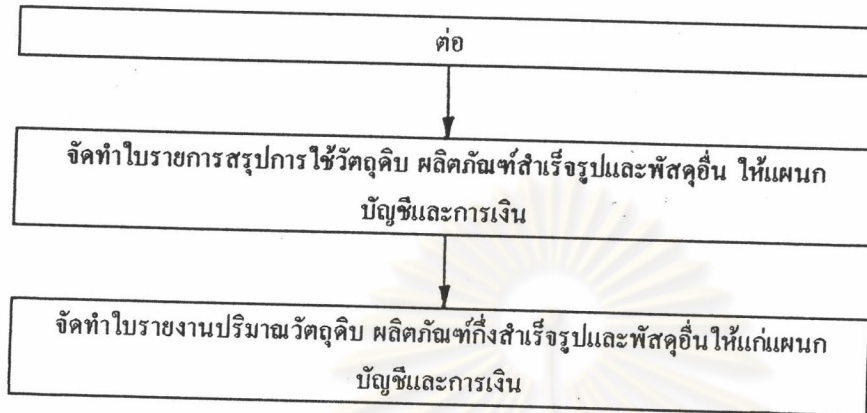 ต่อ
จัดทำใบรายการสรุปการใช้วัตถุดิบ ผลิตภัณฑ์สำเร็จรูปและพัสดุอื่น ให้แผนก
บัญชีและการเงิน
จัดทำใบรายงานปริมาณวัตถุดิบ ผลิตภัณฑ์กึ่งสำเร็จรูปและพัสดุอื่นให้แก่แผนก
บัญชีและการเงิน